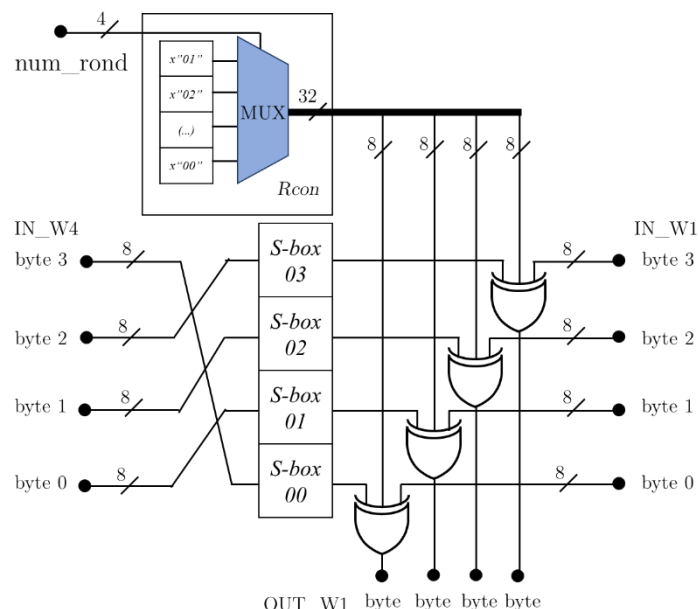 4
num_rond
x"01"
x"02"
(...)
x"00"
MUX
32
Rcon
8 8 8 8
IN_W4
IN_W1
byte 3 8 S-box 03 8 byte 3
byte 2 8 S-box 02 8 byte 2
byte 1 8 S-box 01 8 byte 1
byte 0 8 S-box 00 8 byte 0
OUT_W1 byte byte byte byte